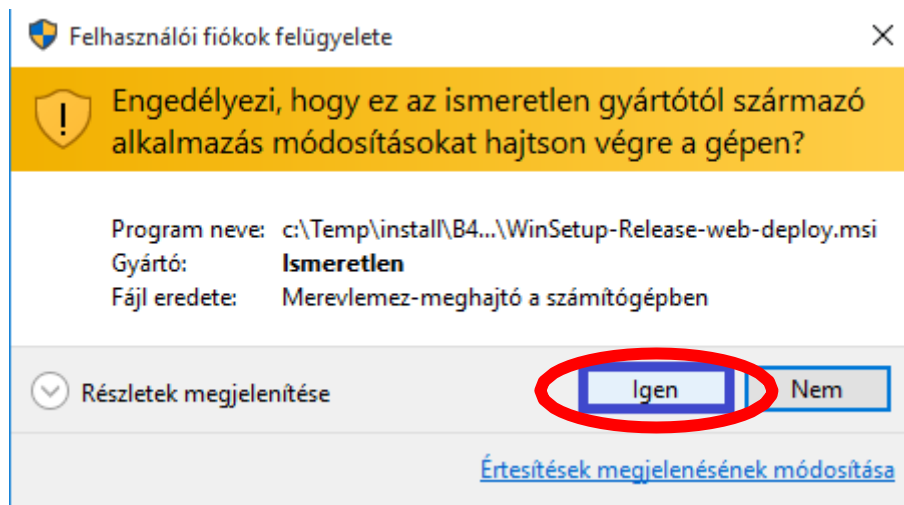 Felhasználói fiókok felügyelete
Engedélyezi, hogy ez az ismeretlen gyártótól származó
alkalmazás módosításokat hajtson végre a gépen?
Program neve: c:\Temp\install\B4...\WinSetup-Release-web-deploy.msi
Gyártó: Ismeretlen
Fájl eredete: Merevlemez-meghajtó a számítógépben
Részletek megjelenítése
Igen Nem
Értesítések megjelenésének módosítása